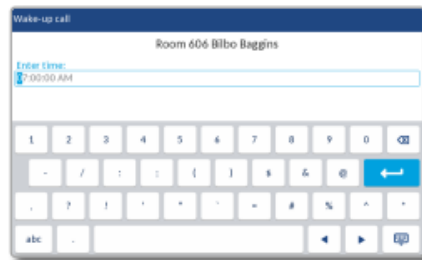 Wake-up call
Room 606 Bilbo Baggins
Enter time:
07:00:00 AM
1 2 3 4 5 6 7 8 9 0
- / : ; ( ) $ & @
. ? !
= # % ^ *
abc .